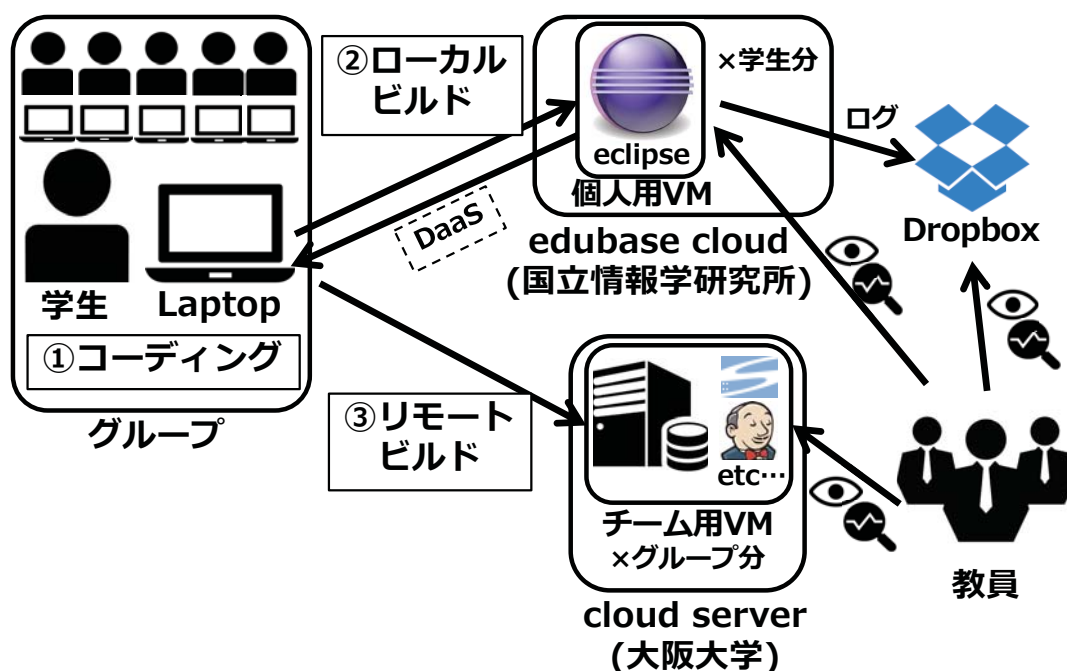 学生
Laptop
①コーディング
グループ
②ローカル
ビルド
DaaS
③リモート
ビルド
eclipse
×学生分
個人用VM
edubase cloud
(国立情報学研究所)
ログ
Dropbox
etc…
チーム用VM
×グループ分
cloud server
(大阪大学)
教員